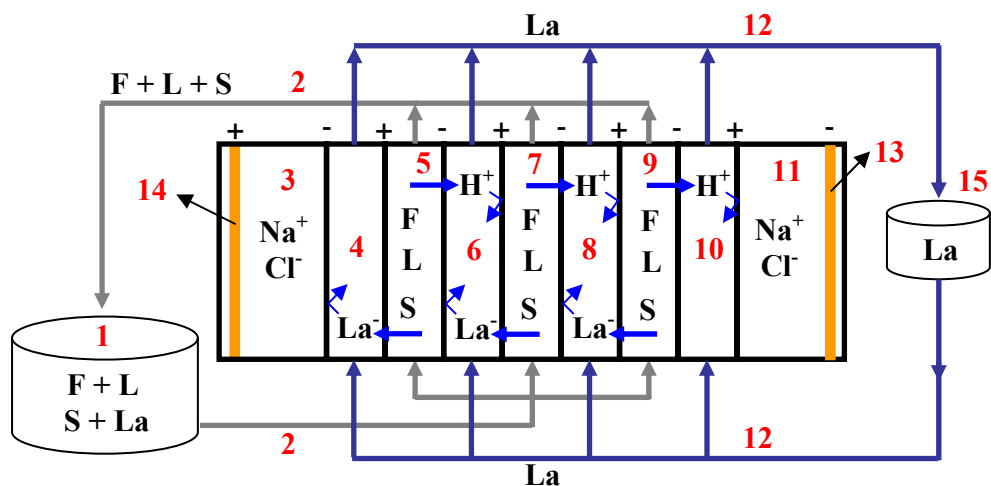 La 12
F + L + S 2
+ - + - + - + - + -
14 3 5 7 9 11 13 15
H+ H+ H+
Na+ F F F Na+
Cl- 4 L 6 L 8 L 10 Cl- La
S S S
La- La- La-
1
F + L
S + La
2 12
La